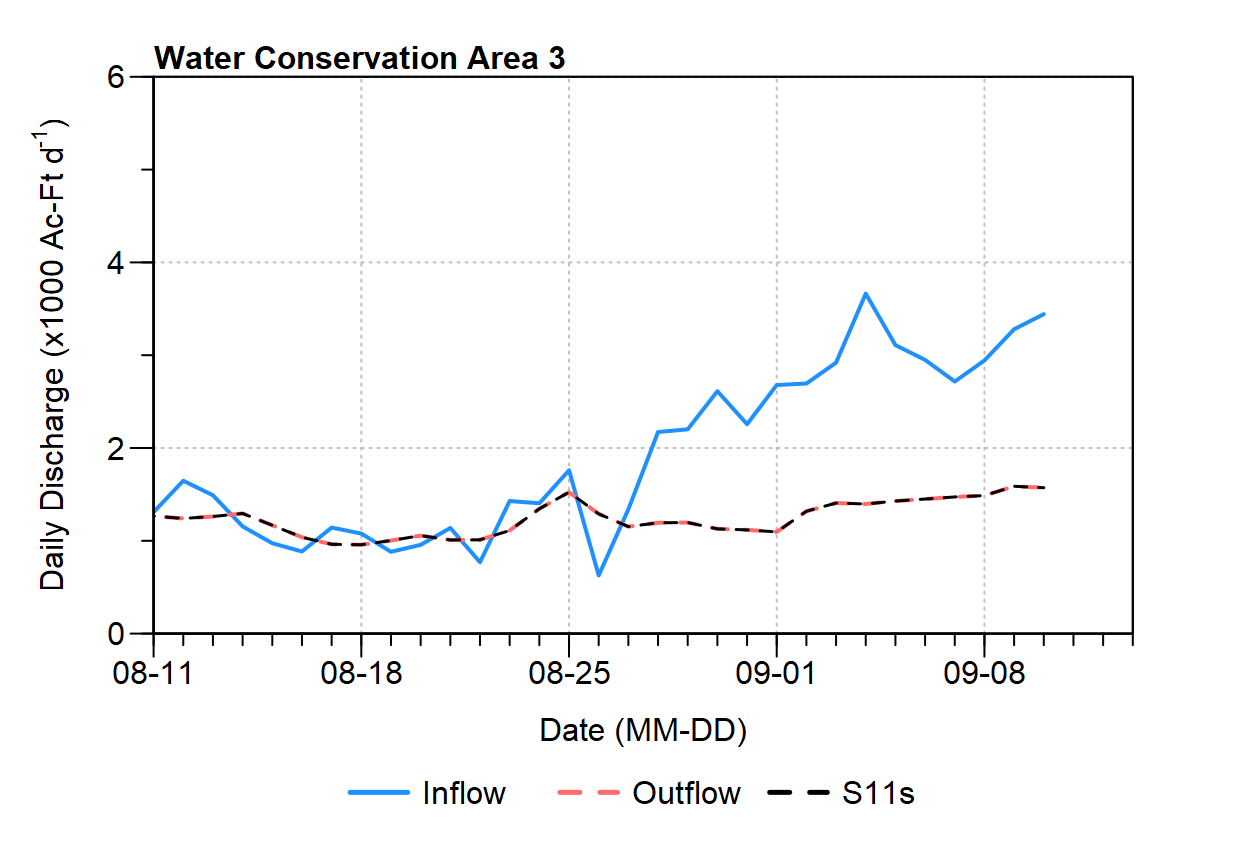 Water Conservation Area 3
6
4
2
0
Daily Discharge (x1000 Ac-Ft d⁻¹)
08-11 08-18 08-25 09-01 09-08
Date (MM-DD)
Inflow Outflow S11s